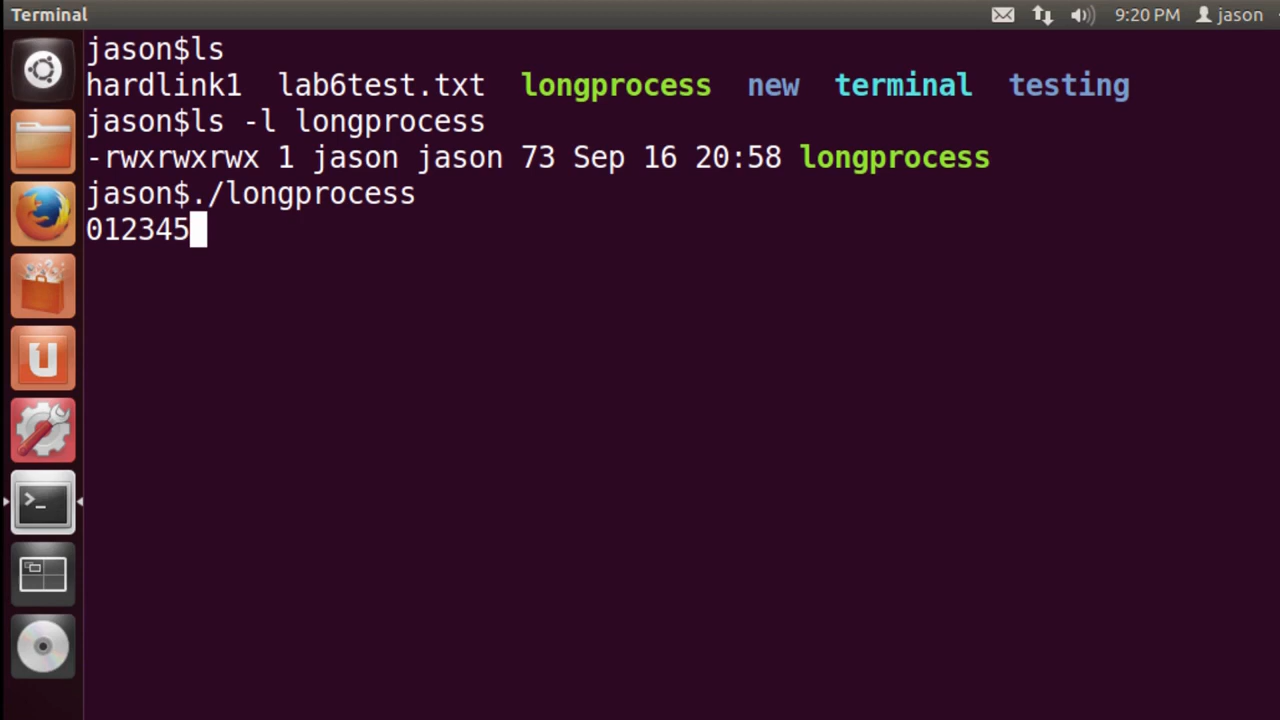 Terminal
9:20 PM jason
jason$ls
hardlink1 lab6test.txt longprocess new terminal testing
jason$ls -l longprocess
-rwxrwxrwx 1 jason jason 73 Sep 16 20:58 longprocess
jason$./longprocess
012345